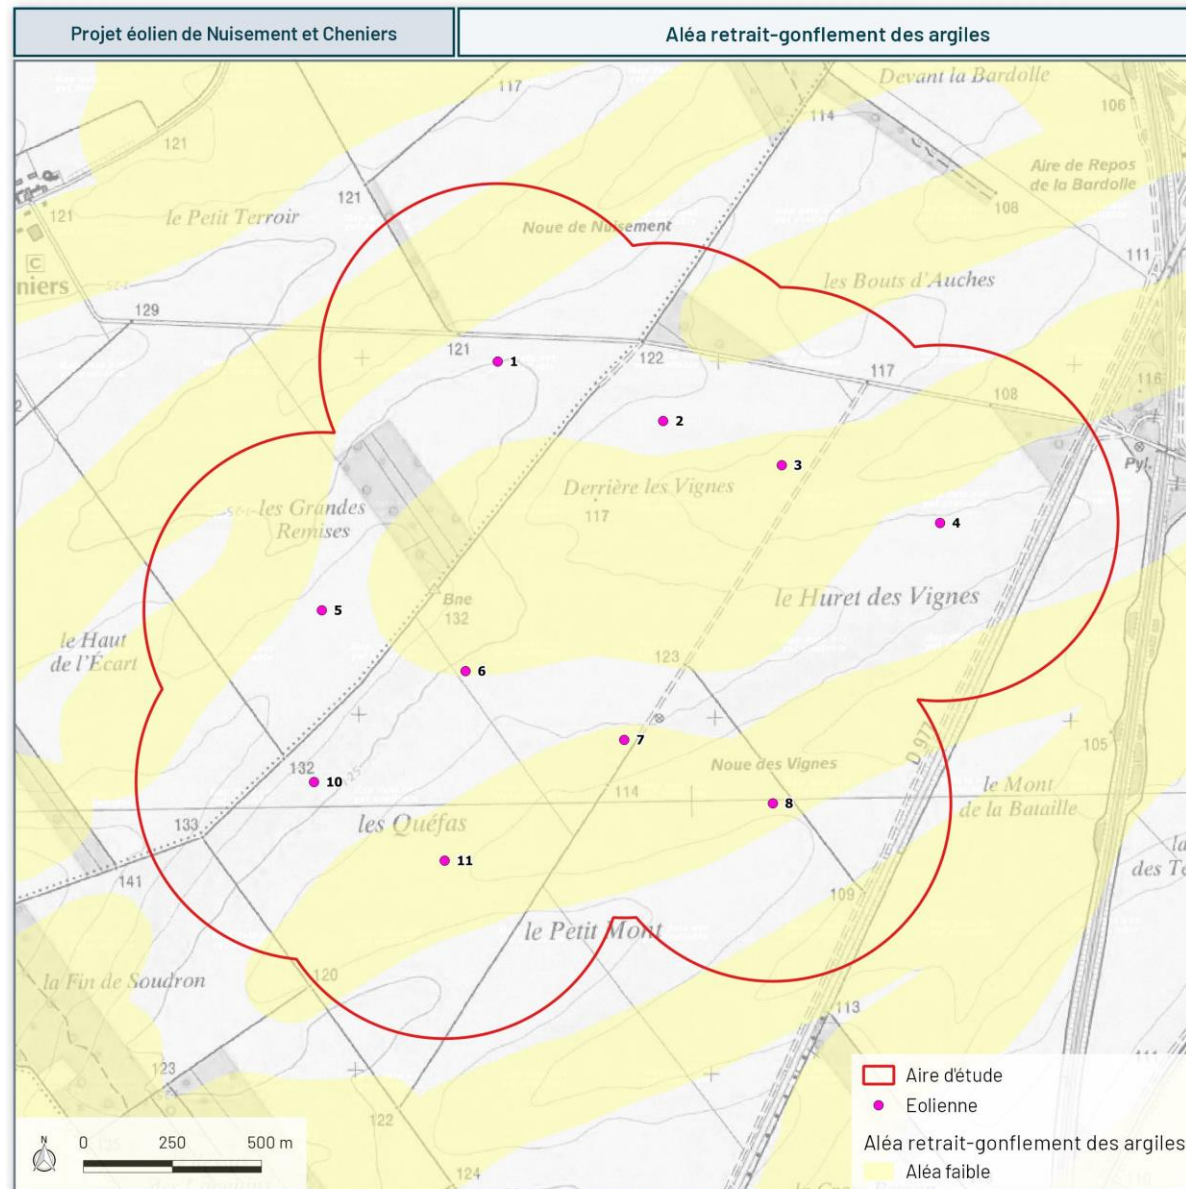 Projet éolien de Nuisement et Cheniers
Aléa retrait-gonflement des argiles
Devant la Bardolle
117
106
114
121
Aire de Repos
de la Bardolle
121
108
121
le Petit Terroir
Noue de Nuisement
111
C
niers
les Bouts d'Auches
129
121
122
1
117
116
108
2
Pyl.
3
Derrière les Vignes
117
les Grandes
Remises
4
Bne
132
le Huret des Vignes
5
le Haut
de l'Écart
123
6
7
D 977
105
Noue des Vignes
132
10
114
8
le Mont
de la Bataille
133
les Quéfas
11
141
109
le Petit Mont
la Fin de Soudron
120
113
123
122
124
Aire d'étude
Eolienne
Aléa retrait-gonflement des argiles
Aléa faible
N
0 250 500 m